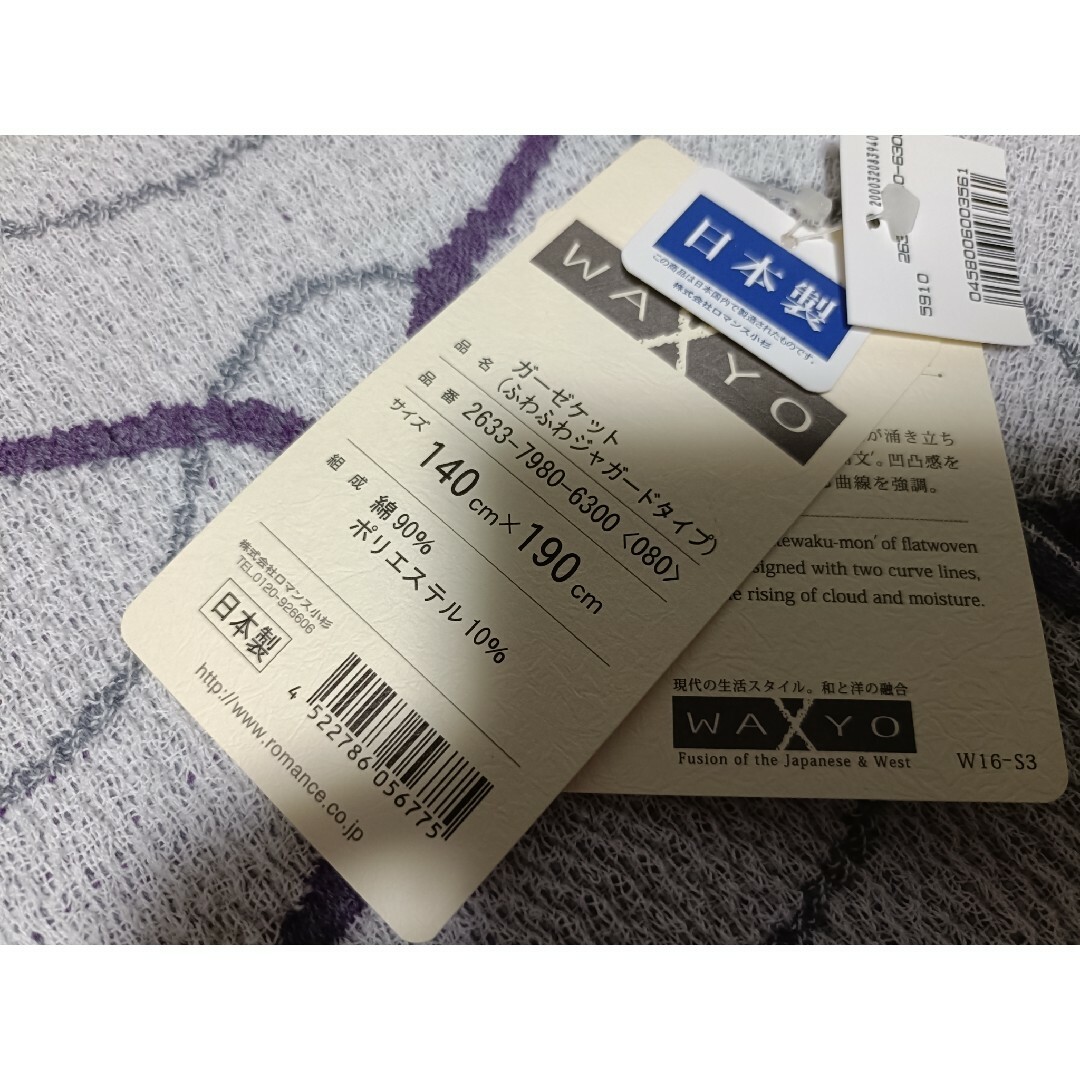 WAXYO
品名 ガーゼケット
(ふわふわジャガードタイプ)
品番 2633-7980-6300〈080〉
サイズ 140cm×190cm
組成 綿90%
ポリエステル10%
株式会社ロマンス小杉
TEL0120-926606
日本製
4 522786 056775
http://www.romance.co.jp
日本製
この商品は日本国内で製造されたものです。
株式会社ロマンス小杉
5910
0458006003561
が涌き立ち
文'。凹凸感を
曲線を強調。
tewaku-mon' of flatwoven
signed with two curve lines,
rising of cloud and moisture.
現代の生活スタイル。和と洋の融合
WAXYO
Fusion of the Japanese & West
W16-S3